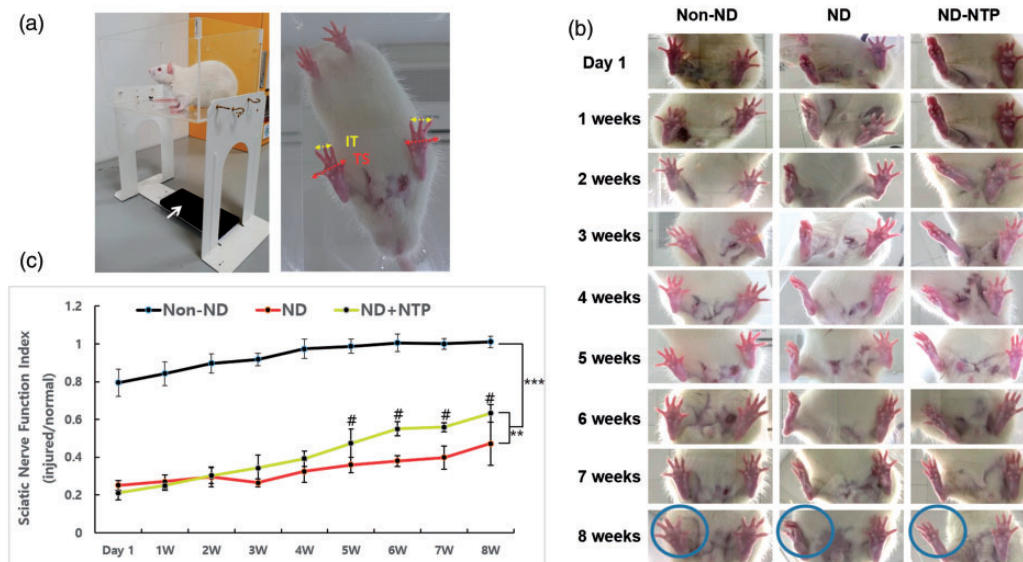 (a)
IT
TS
(b)
Non-ND ND ND-NTP
Day 1
1 weeks
2 weeks
3 weeks
4 weeks
5 weeks
6 weeks
7 weeks
8 weeks
(c)
Non-ND ND ND+NTP
Sciatic Nerve Function Index
(injured/normal)
1.2
1
0.8
0.6
0.4
0.2
0
# # # #
***
**
Day 1 1W 2W 3W 4W 5W 6W 7W 8W